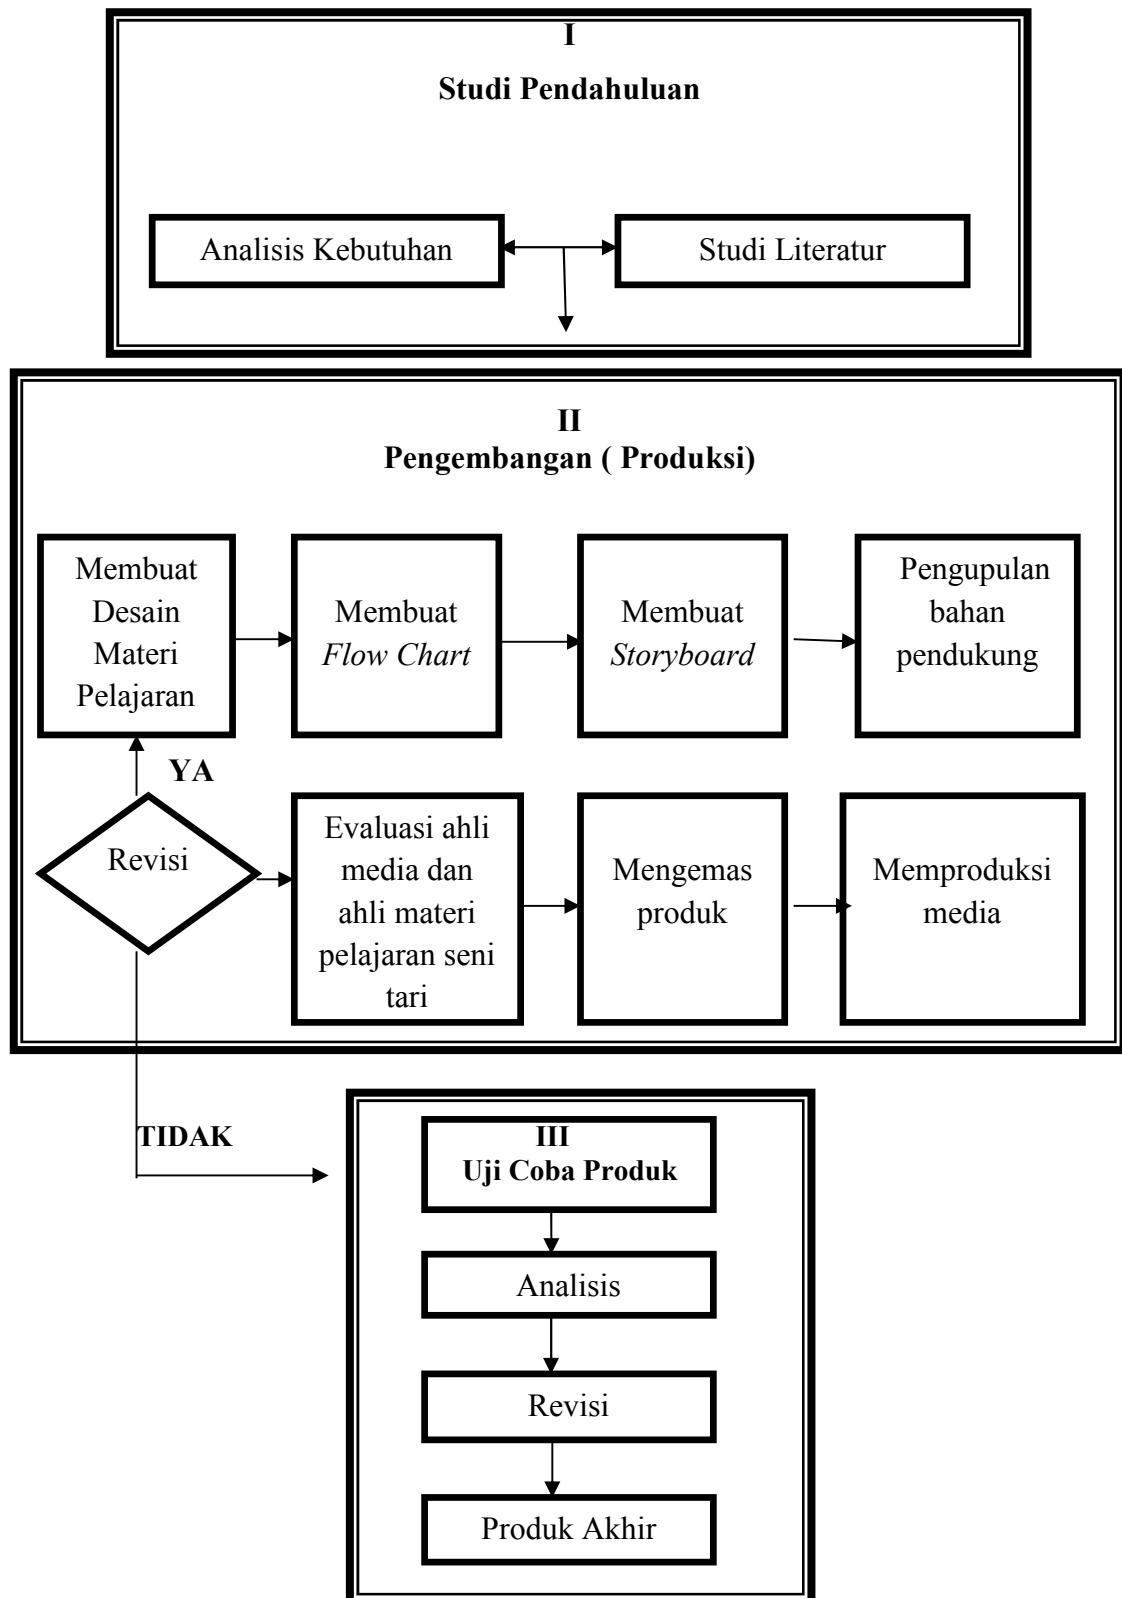 I
Studi Pendahuluan
Analisis Kebutuhan
Studi Literatur
II
Pengembangan ( Produksi)
Membuat
Desain
Materi
Pelajaran
Membuat
Flow Chart
Membuat
Storyboard
Pengupulan
bahan
pendukung
YA
Revisi
Evaluasi ahli
media dan
ahli materi
pelajaran seni
tari
Mengemas
produk
Memproduksi
media
TIDAK
III
Uji Coba Produk
Analisis
Revisi
Produk Akhir